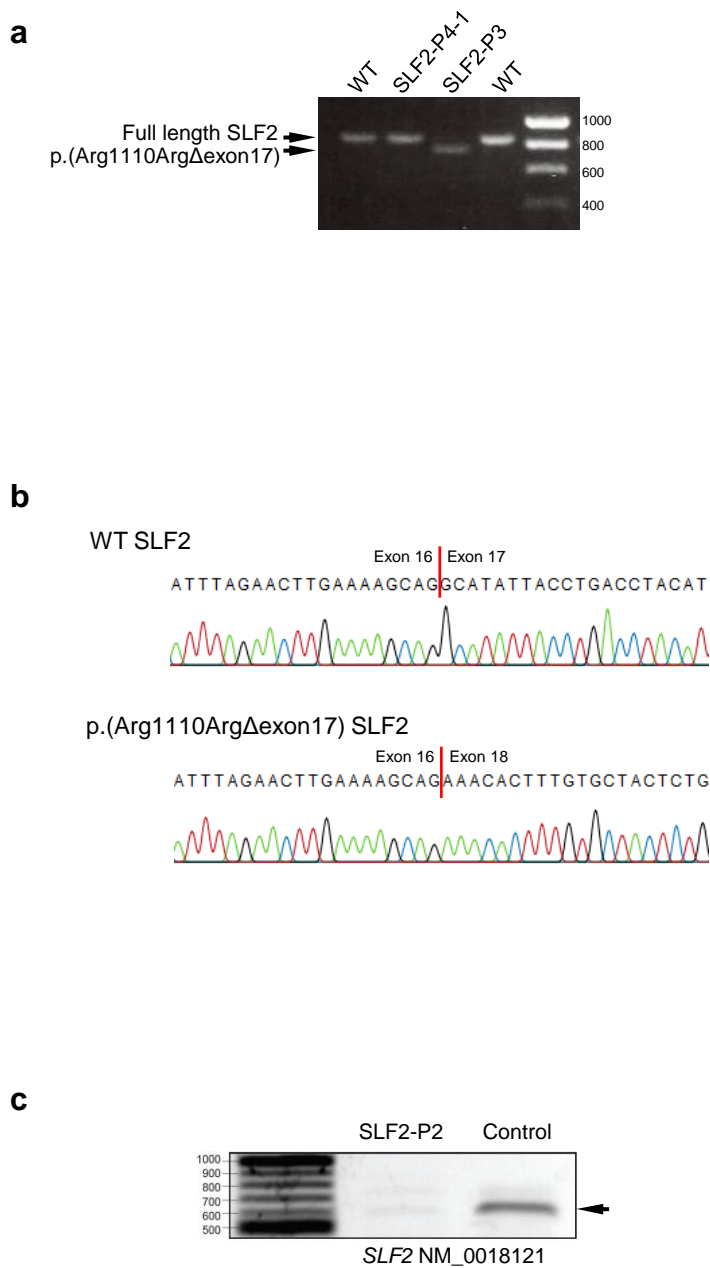 a
WT
SLF2-P4-1
SLF2-P3
WT
Full length SLF2
p.(Arg1110ArgΔexon17)
1000
800
600
400
b
WT SLF2
Exon 16 Exon 17
ATTTAGAACTTGAAAAGCAGGCATATTACCTGACCTACAT
p.(Arg1110ArgΔexon17) SLF2
Exon 16 Exon 18
ATTTAGAACTTGAAAAGCAGAAACACTTTGTGCTACTCTG
c
SLF2-P2 Control
1000
900
800
700
600
500
SLF2 NM_0018121